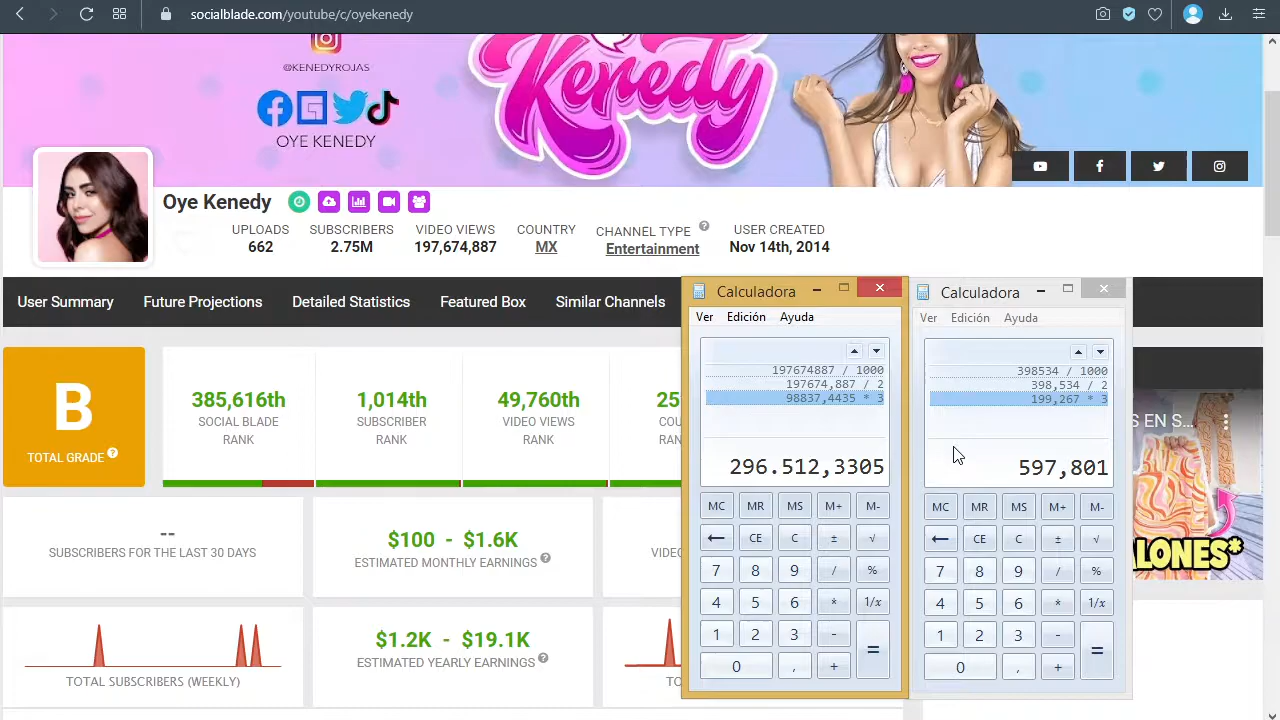 socialblade.com/youtube/c/oyekenedy
@KENEDYROJAS
Kenedy
OYE KENEDY
Oye Kenedy
UPLOADS SUBSCRIBERS VIDEO VIEWS COUNTRY CHANNEL TYPE ? USER CREATED
662 2.75M 197,674,887 MX Entertainment Nov 14th, 2014
User Summary Future Projections Detailed Statistics Featured Box Similar Channels
Calculadora
Ver Edición Ayuda
197674887 / 1000
197674,887 / 2
98837,4435 * 3
296.512,3305
MC MR MS M+ M-
← CE C ± √
7 8 9 / %
4 5 6 * 1/x
1 2 3 - =
0 , +
Calculadora
Ver Edición Ayuda
398534 / 1000
398,534 / 2
199,267 * 3
597,801
MC MR MS M+ M-
← CE C ± √
7 8 9 / %
4 5 6 * 1/x
1 2 3 - =
0 , +
B
TOTAL GRADE ?
385,616th
SOCIAL BLADE
RANK
1,014th
SUBSCRIBER
RANK
49,760th
VIDEO VIEWS
RANK
25
COU
RAN
S EN S...
LONES*
--
SUBSCRIBERS FOR THE LAST 30 DAYS
$100 - $1.6K
ESTIMATED MONTHLY EARNINGS ?
VIDEO
TOTAL SUBSCRIBERS (WEEKLY)
$1.2K - $19.1K
ESTIMATED YEARLY EARNINGS ?
TO